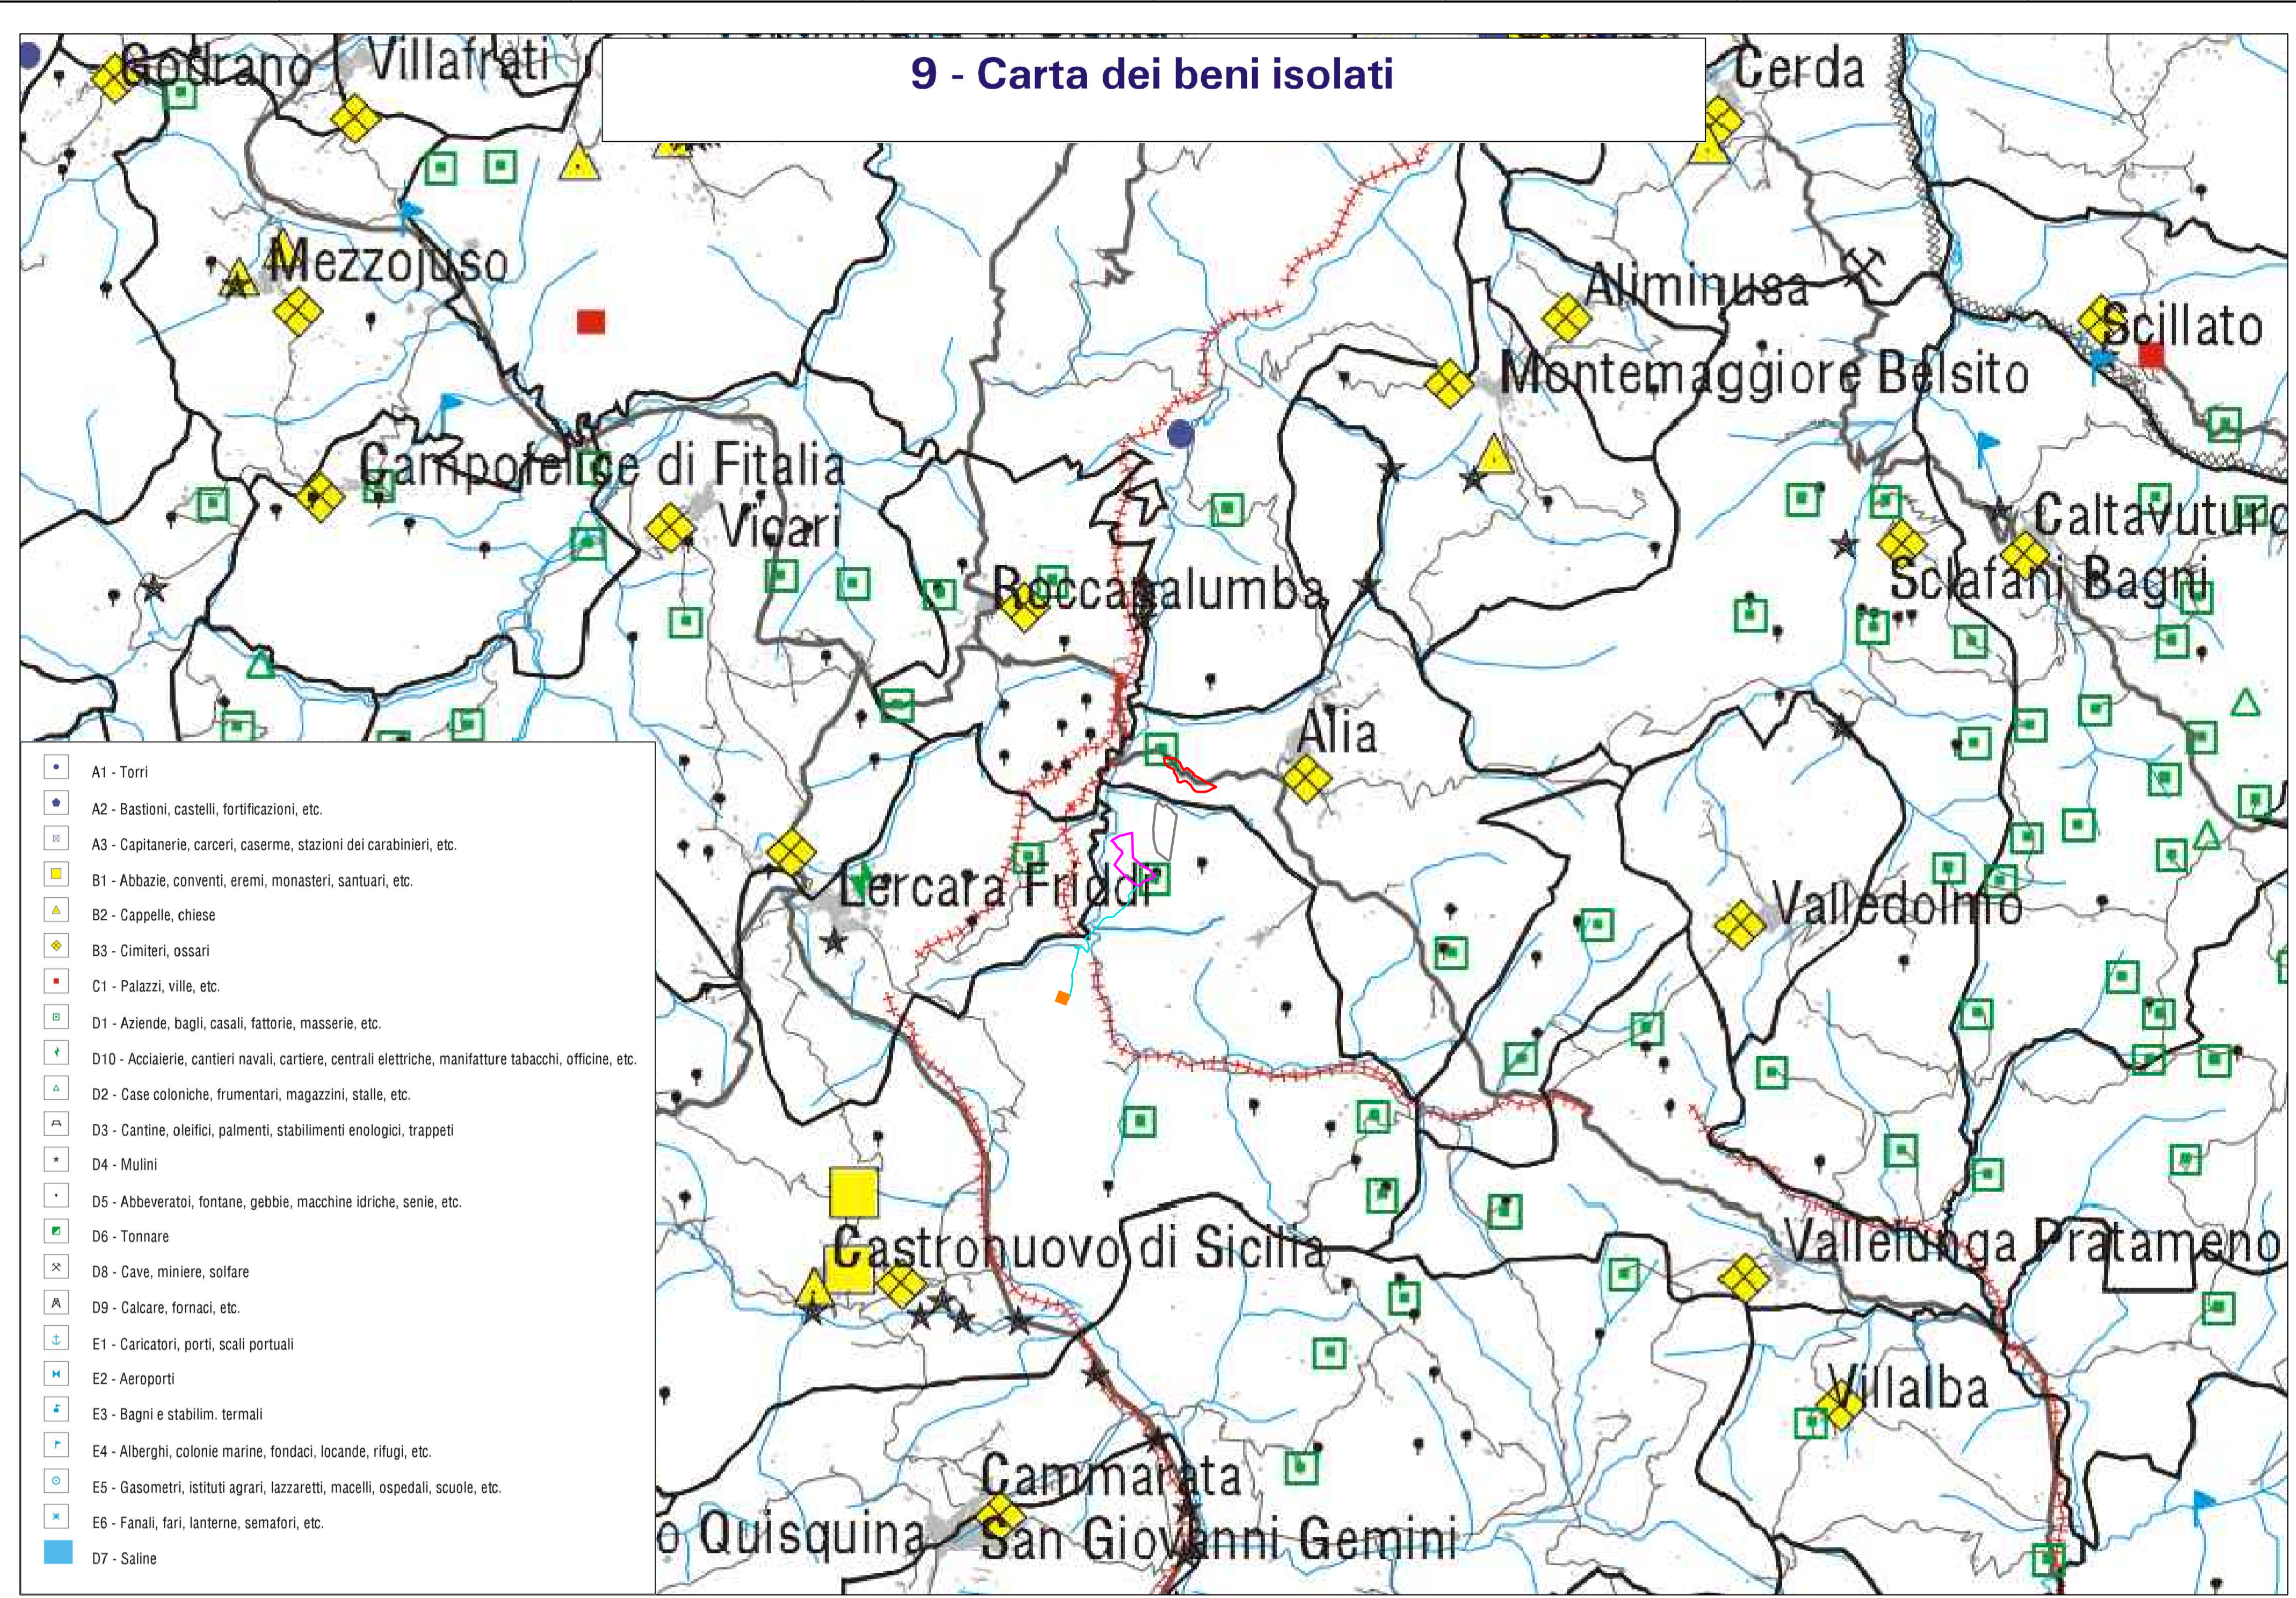 9 - Carta dei beni isolati
Godrano
Villafrati
Cerda
Mezzojuso
Aliminusa
Scillato
Montemaggiore Belsito
Campofelice di Fitalia
Vicari
Caltavuturo
Roccapalumba
Sclafani Bagni
Alia
Lercara Friddi
Valledolmo
Castronuovo di Sicilia
Vallelunga Pratameno
Villalba
Cammarata
o Quisquina
San Giovanni Gemini
A1 - Torri
A2 - Bastioni, castelli, fortificazioni, etc.
A3 - Capitanerie, carceri, caserme, stazioni dei carabinieri, etc.
B1 - Abbazie, conventi, eremi, monasteri, santuari, etc.
B2 - Cappelle, chiese
B3 - Cimiteri, ossari
C1 - Palazzi, ville, etc.
D1 - Aziende, bagli, casali, fattorie, masserie, etc.
D10 - Acciaierie, cantieri navali, cartiere, centrali elettriche, manifatture tabacchi, officine, etc.
D2 - Case coloniche, frumentari, magazzini, stalle, etc.
D3 - Cantine, oleifici, palmenti, stabilimenti enologici, trappeti
D4 - Mulini
D5 - Abbeveratoi, fontane, gebbie, macchine idriche, senie, etc.
D6 - Tonnare
D8 - Cave, miniere, solfare
D9 - Calcare, fornaci, etc.
E1 - Caricatori, porti, scali portuali
E2 - Aeroporti
E3 - Bagni e stabilim. termali
E4 - Alberghi, colonie marine, fondaci, locande, rifugi, etc.
E5 - Gasometri, istituti agrari, lazzaretti, macelli, ospedali, scuole, etc.
E6 - Fanali, fari, lanterne, semafori, etc.
D7 - Saline